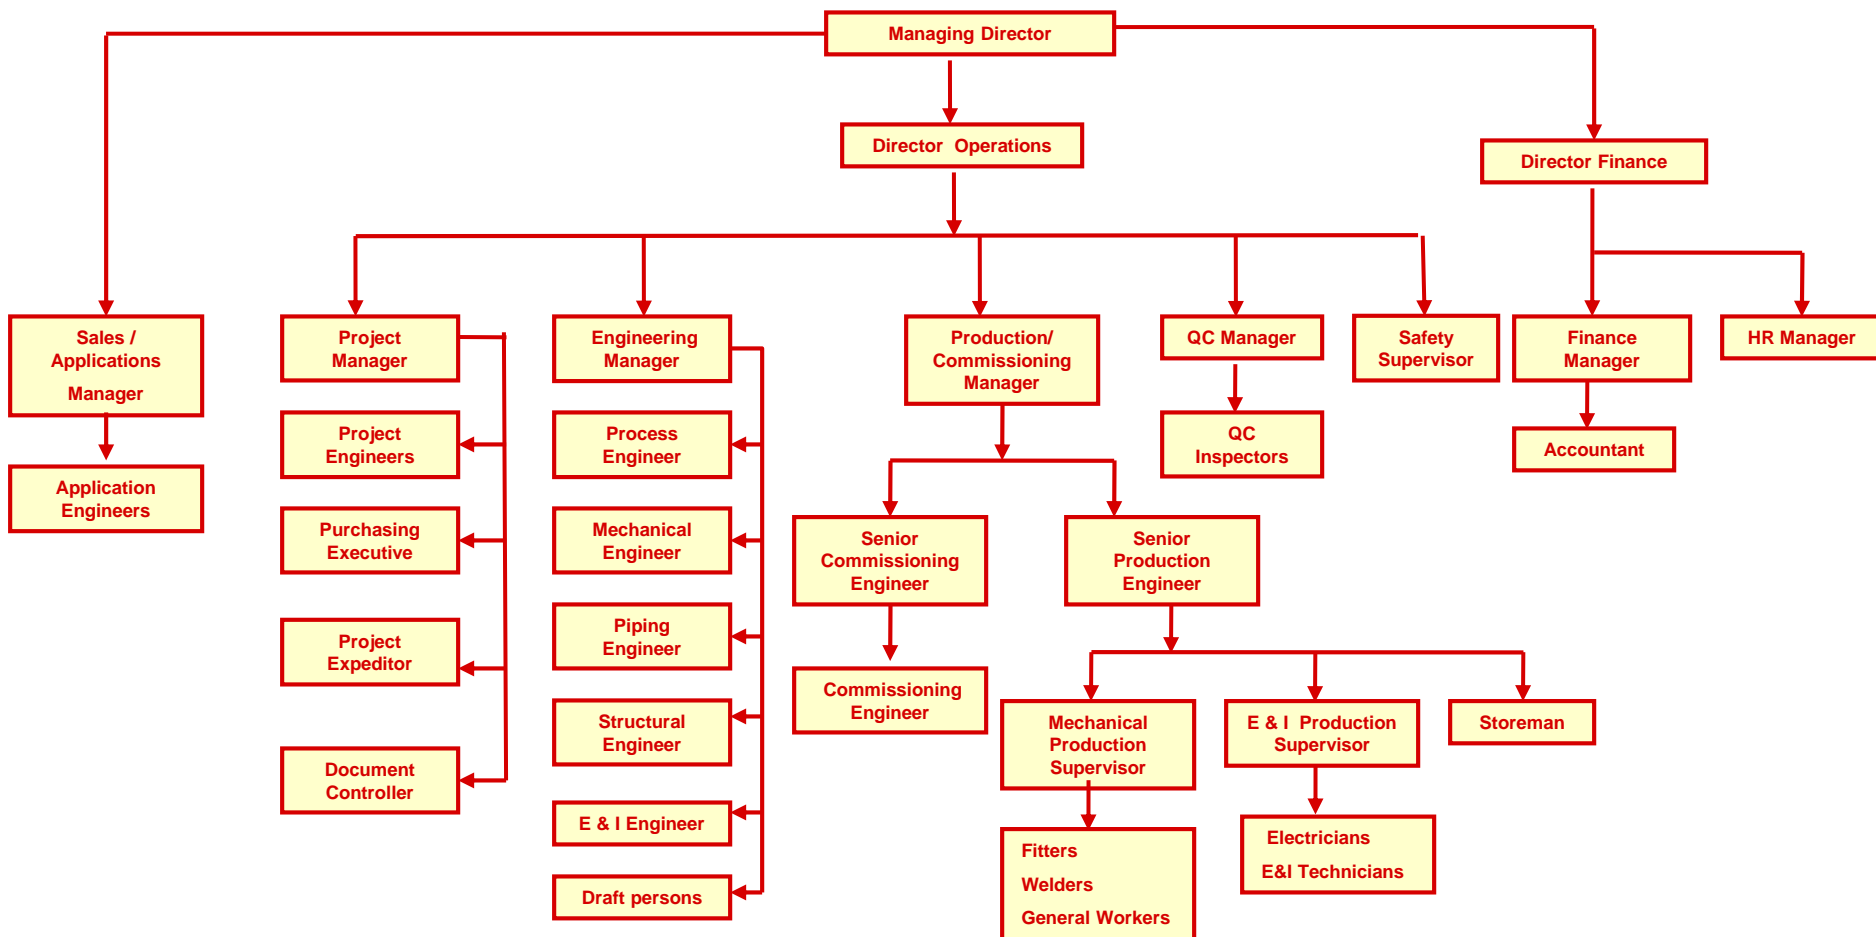 Managing Director
Director Operations
Director Finance
Sales /
Applications
Manager
Project
Manager
Engineering
Manager
Production/
Commissioning
Manager
QC Manager
Safety
Supervisor
Finance
Manager
HR Manager
Application
Engineers
Project
Engineers
Purchasing
Executive
Project
Expeditor
Document
Controller
Process
Engineer
Mechanical
Engineer
Piping
Engineer
Structural
Engineer
E & I Engineer
Draft persons
Senior
Commissioning
Engineer
Commissioning
Engineer
Senior
Production
Engineer
Mechanical
Production
Supervisor
Fitters
Welders
General Workers
E & I Production
Supervisor
Electricians
E&I Technicians
Storeman
QC
Inspectors
Accountant